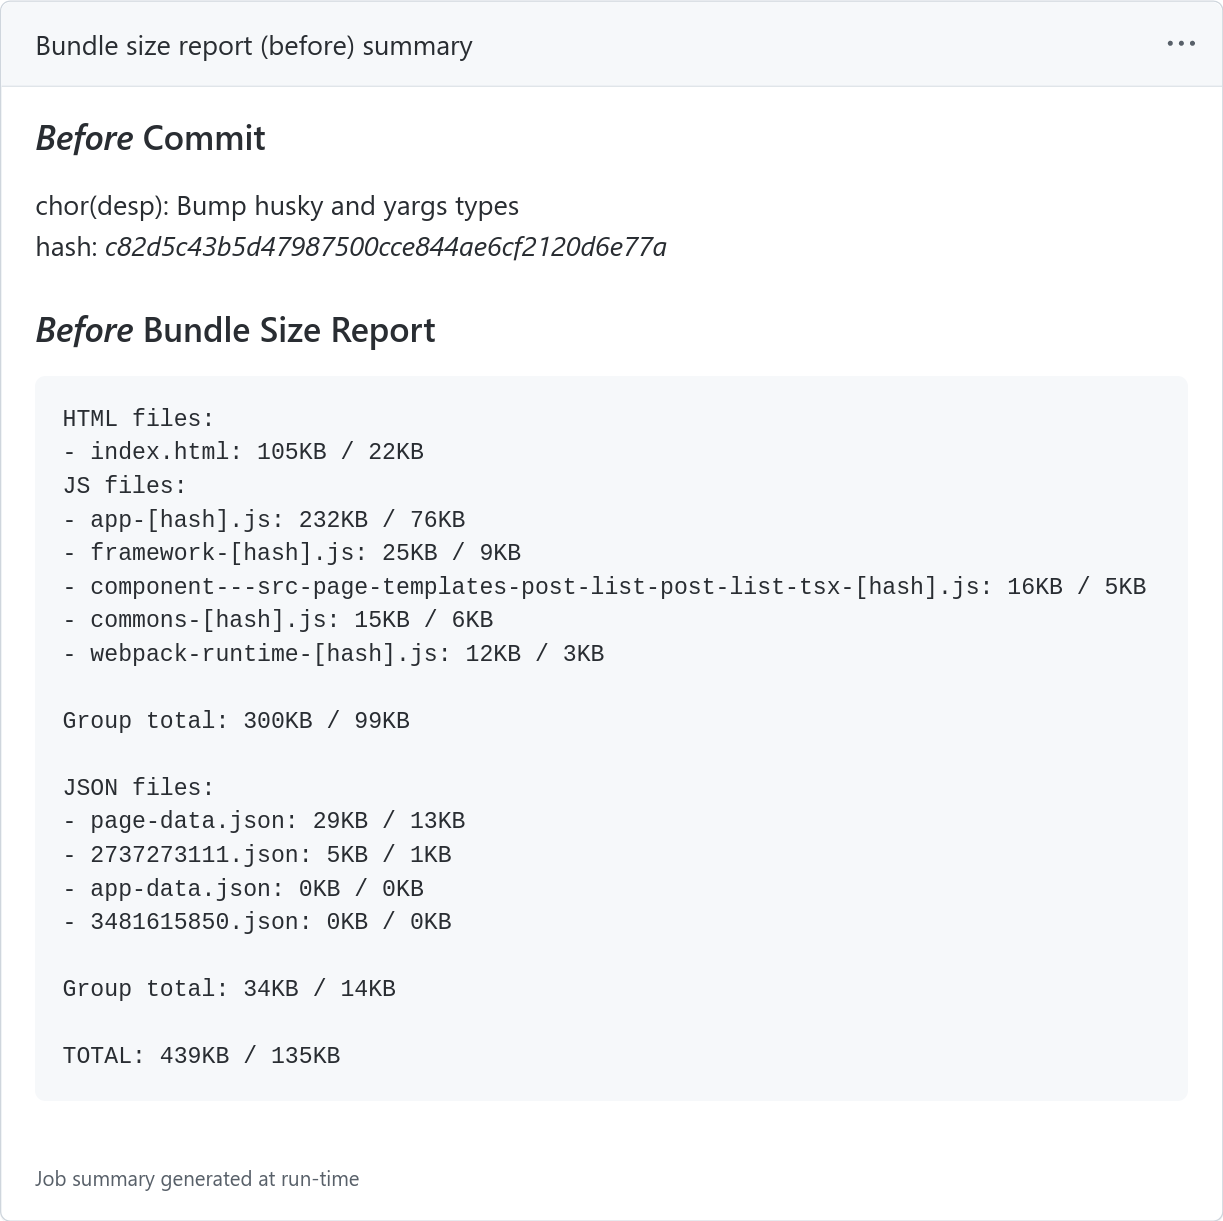 Bundle size report (before) summary
Before Commit
chor(desp): Bump husky and yargs types
hash: c82d5c43b5d47987500cce844ae6cf2120d6e77a
Before Bundle Size Report
HTML files:
- index.html: 105KB / 22KB
JS files:
- app-[hash].js: 232KB / 76KB
- framework-[hash].js: 25KB / 9KB
- component---src-page-templates-post-list-post-list-tsx-[hash].js: 16KB / 5KB
- commons-[hash].js: 15KB / 6KB
- webpack-runtime-[hash].js: 12KB / 3KB
Group total: 300KB / 99KB
JSON files:
- page-data.json: 29KB / 13KB
- 2737273111.json: 5KB / 1KB
- app-data.json: 0KB / 0KB
- 3481615850.json: 0KB / 0KB
Group total: 34KB / 14KB
TOTAL: 439KB / 135KB
Job summary generated at run-time